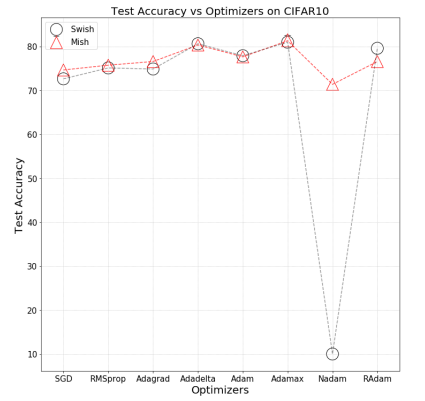 Test Accuracy vs Optimizers on CIFAR10
Swish
Mish
Test Accuracy
80
70
60
50
40
30
20
10
SGD RMSprop Adagrad Adadelta Adam Adamax Nadam RAdam
Optimizers